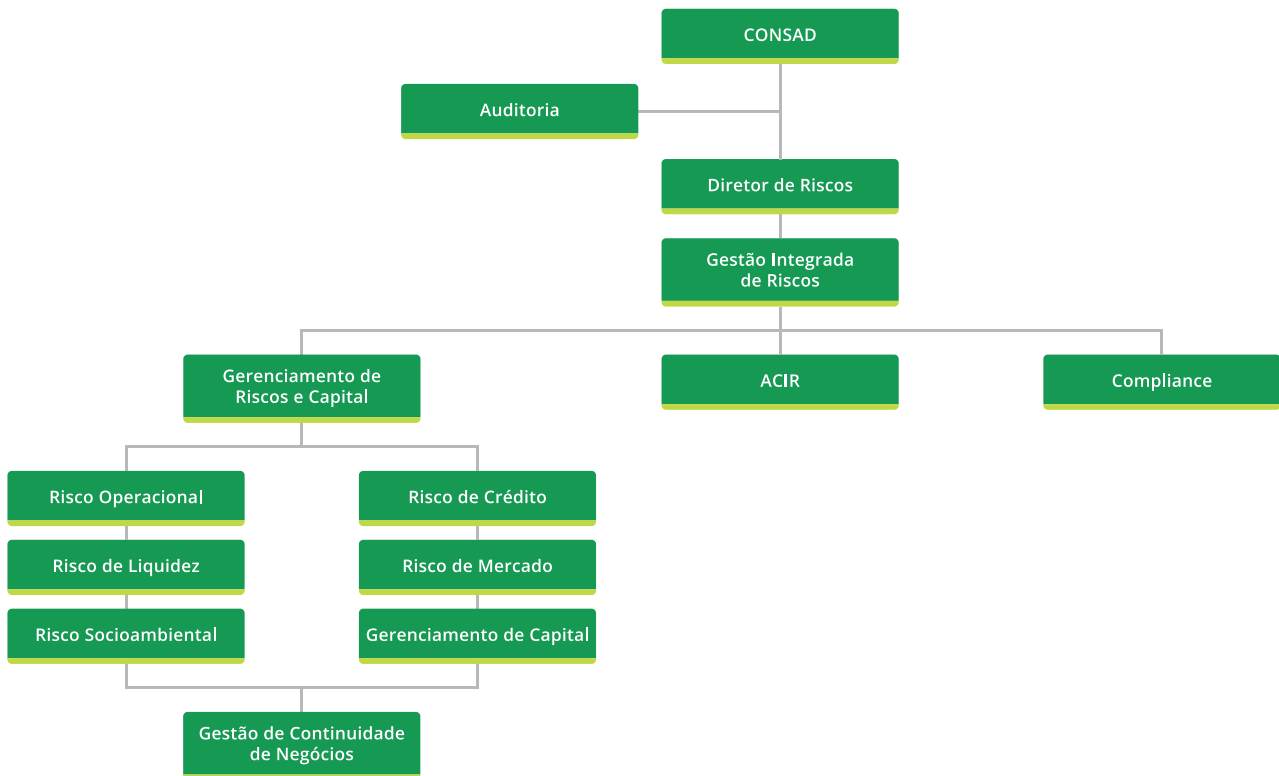 CONSAD
Auditoria
Diretor de Riscos
Gestão Integrada
de Riscos
Gerenciamento de
Riscos e Capital
ACIR
Compliance
Risco Operacional
Risco de Crédito
Risco de Liquidez
Risco de Mercado
Risco Socioambiental
Gerenciamento de Capital
Gestão de Continuidade
de Negócios